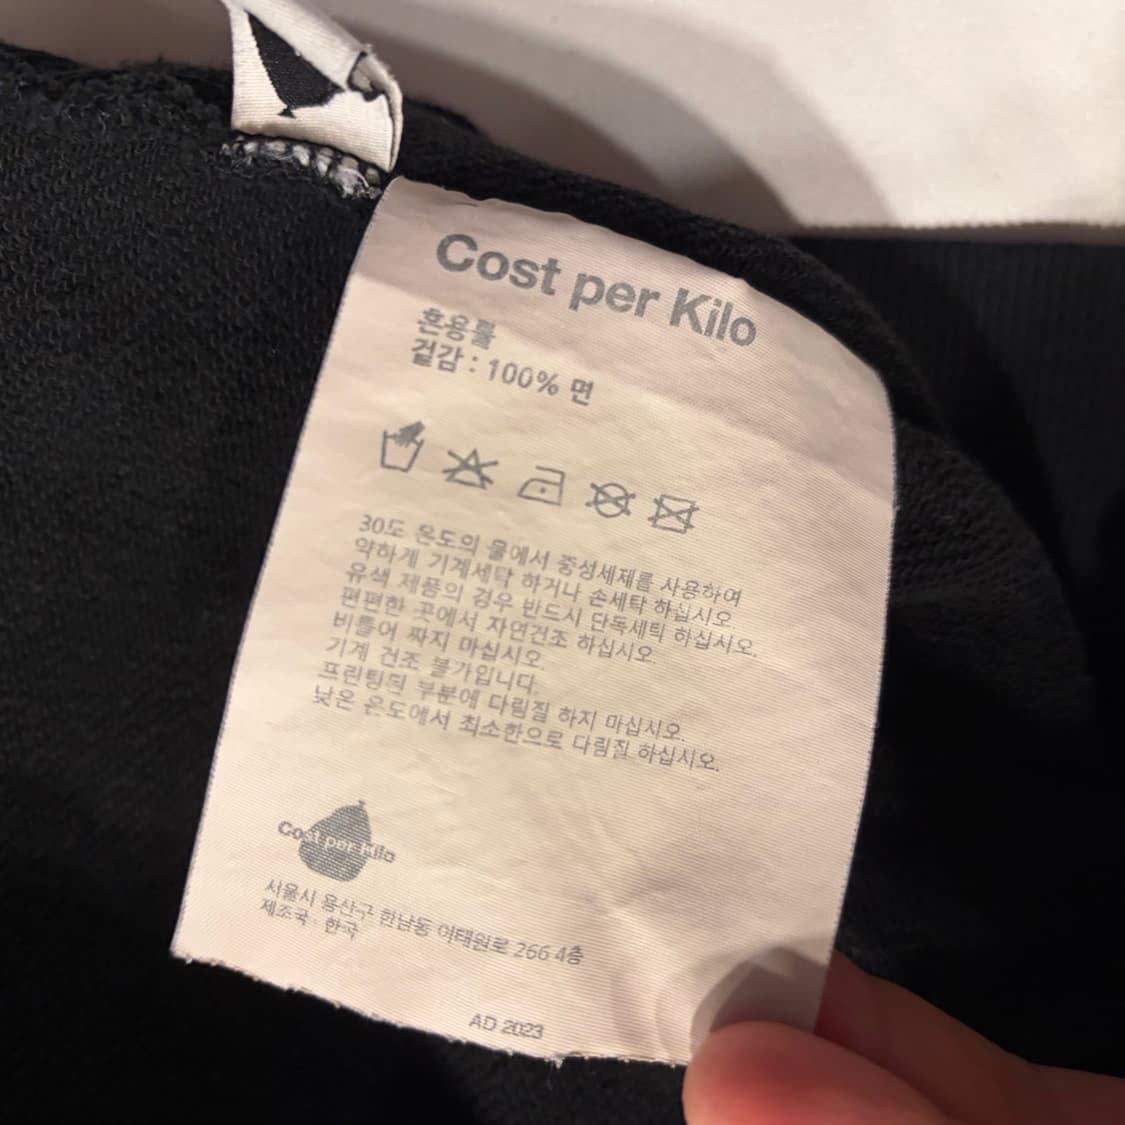 Cost per Kilo
혼용률
겉감 : 100% 면
30도 온도의 물에서 중성세제를 사용하여
약하게 기계세탁 하거나 손세탁 하십시오
유색 제품의 경우 반드시 단독세탁 하십시오.
편편한 곳에서 자연건조 하십시오.
비틀어 짜지 마십시오.
기계 건조 불가입니다.
프린팅된 부분에 다림질 하지 마십시오.
낮은 온도에서 최소한으로 다림질 하십시오.
Cost per Kilo
서울시 용산구 한남동 이태원로 266 4층
제조국 : 한국
AD 2023